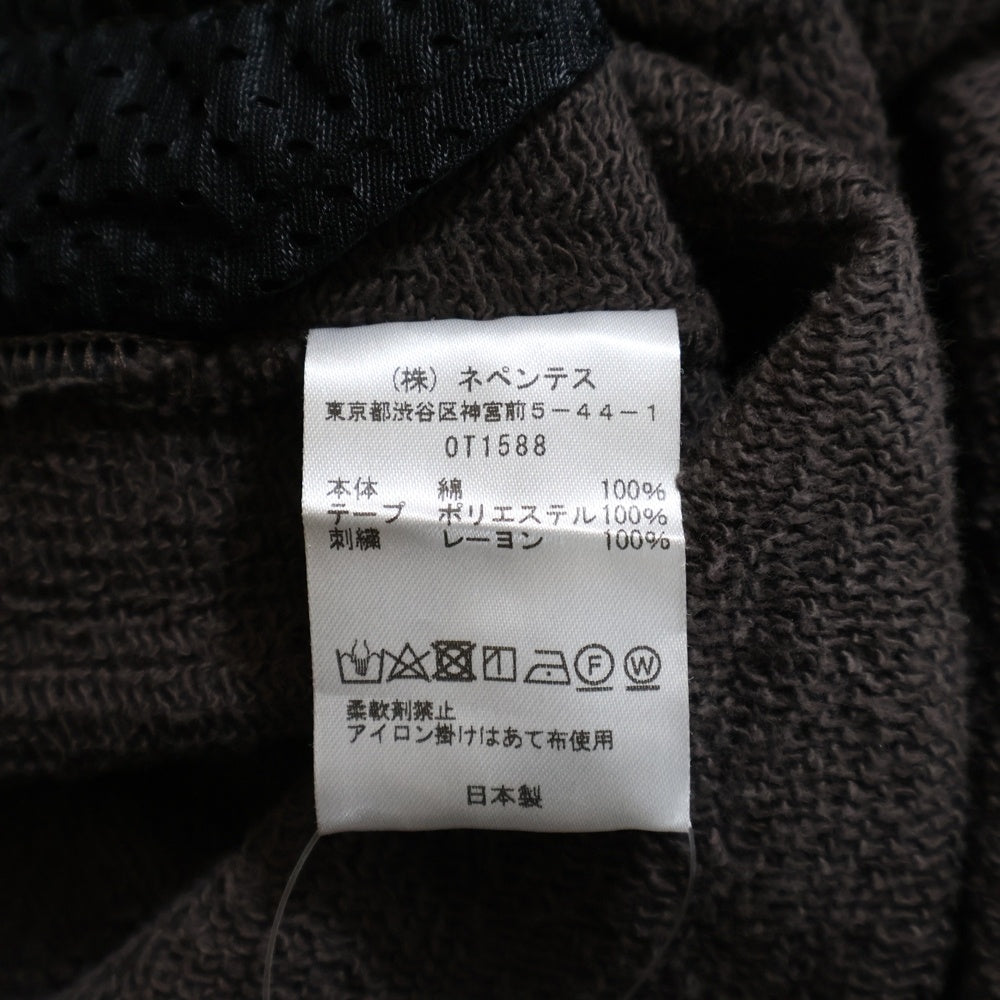 (株) ネペンテス
東京都渋谷区神宮前5-44-1
OT1588
本体 綿 100%
テープ ポリエステル100%
刺繍 レーヨン 100%
F W
柔軟剤禁止
アイロン掛けはあて布使用
日本製